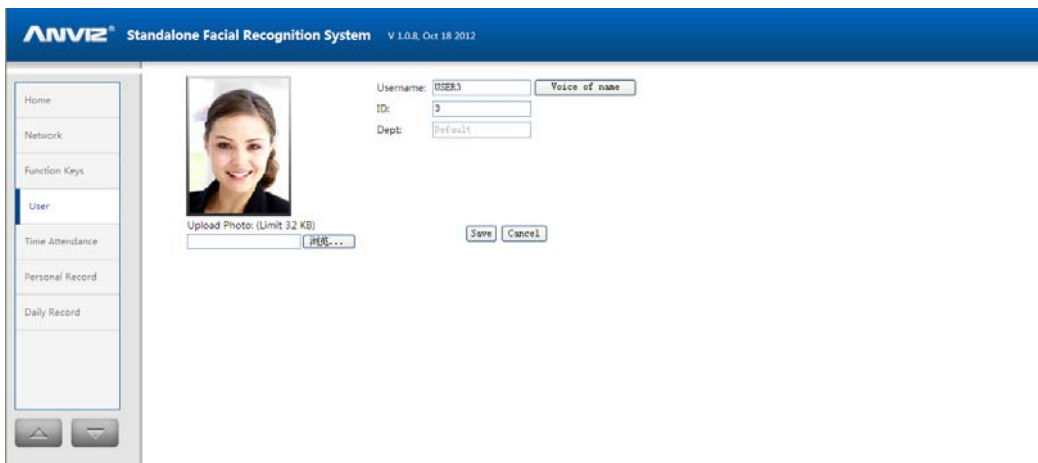 ANVIZ® Standalone Facial Recognition System V 1.0.8, Oct 18 2012
Home
Network
Function Keys
User
Time Attendance
Personal Record
Daily Record
Username: USER3 Voice of name
ID: 3
Dept: Default
Upload Photo: (Limit 32 KB)
浏览...
Save Cancel